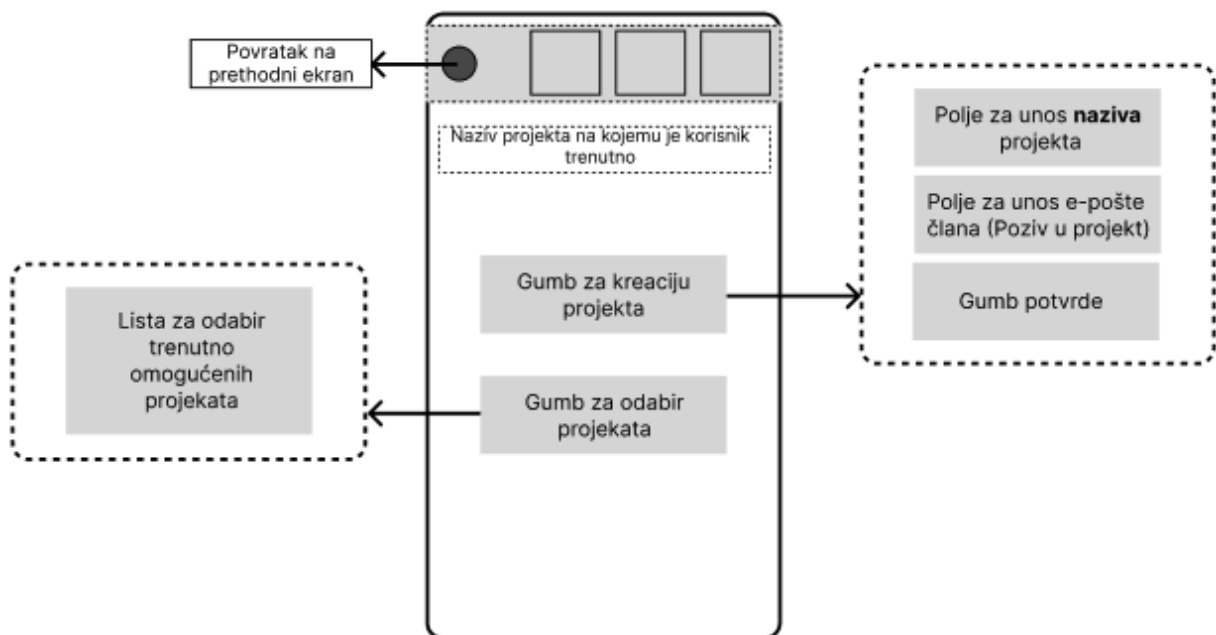 Povratak na
prethodni ekran
Naziv projekta na kojemu je korisnik
trenutno
Polje za unos naziva
projekta
Polje za unos e-pošte
člana (Poziv u projekt)
Gumb potvrde
Gumb za kreaciju
projekta
Gumb za odabir
projekata
Lista za odabir
trenutno
omogućenih
projekata